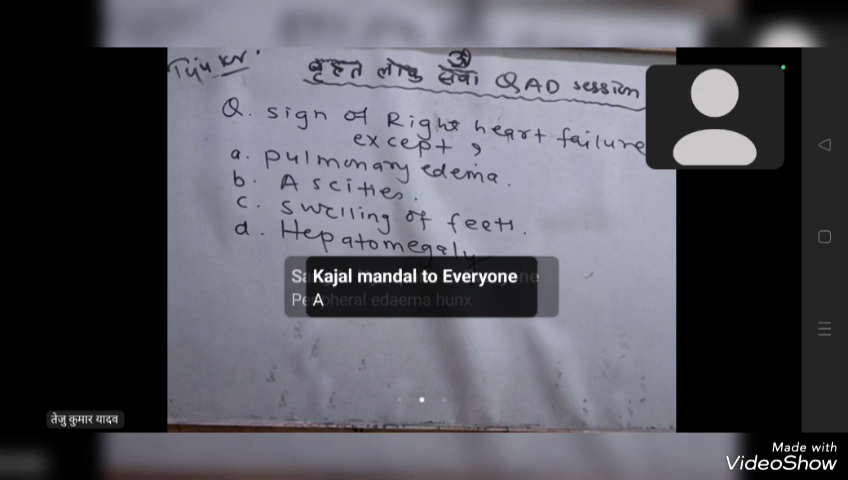 Tiju Kr.
बृहत लोक सेवा Q&AD session
Q. sign of Right heart failure
except,
a. pulmonary edema.
b. Ascities.
c. swelling of feets.
d. Hepatomegaly
Kajal mandal to Everyone
A
Peripheral edaema hunx
तेजु कुमार यादव
Made with
VideoShow